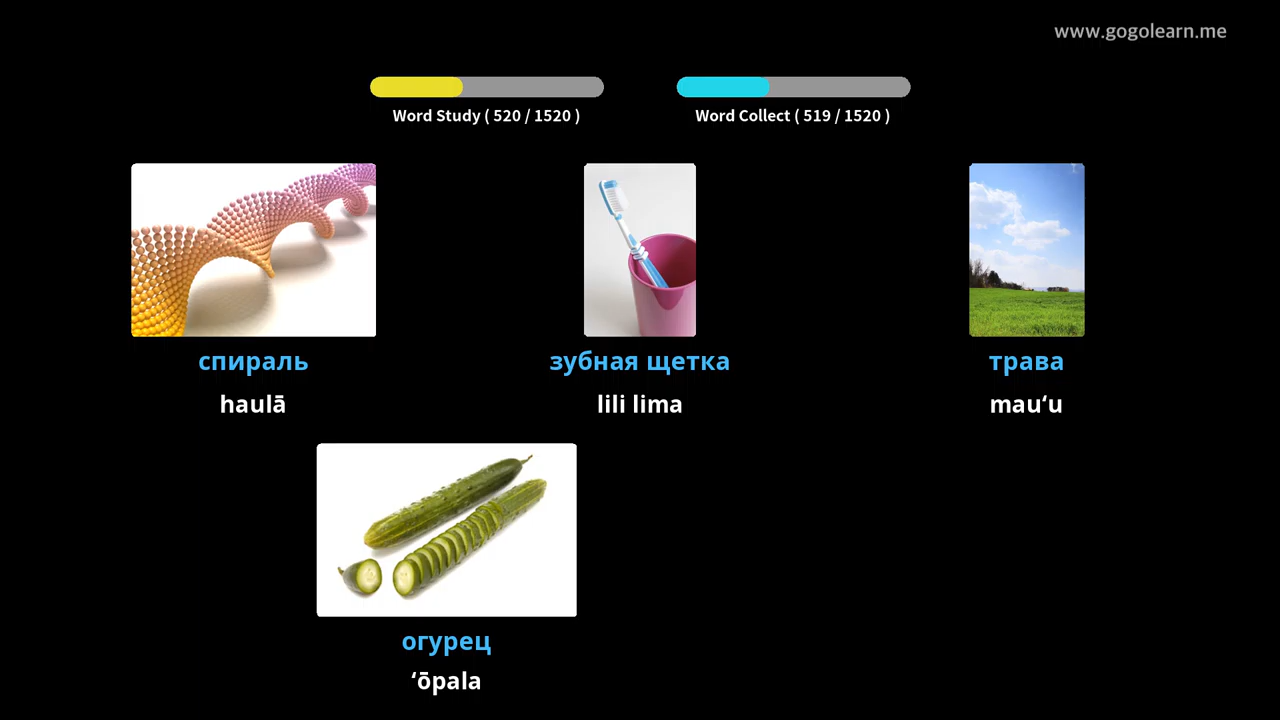 www.gogolearn.me
Word Study ( 520 / 1520 )
Word Collect ( 519 / 1520 )
спираль
haulā
зубная щетка
lili lima
трава
mauʻu
огурец
ʻōpala